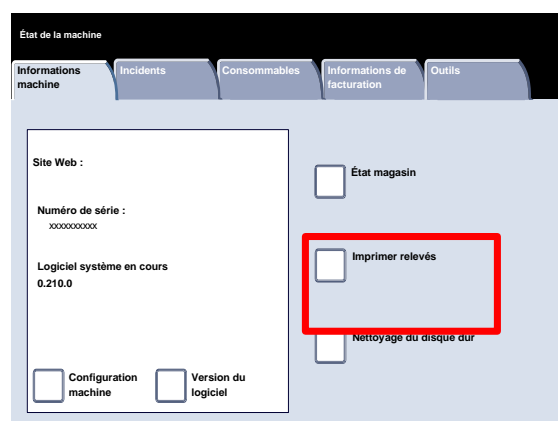 État de la machine
Informations
machine
Incidents
Consommables
Informations de
facturation
Outils
Site Web :
Numéro de série :
xxxxxxxxx
Logiciel système en cours
0.210.0
Configuration
machine
Version du
logiciel
État magasin
Imprimer relevés
Nettoyage du disque dur